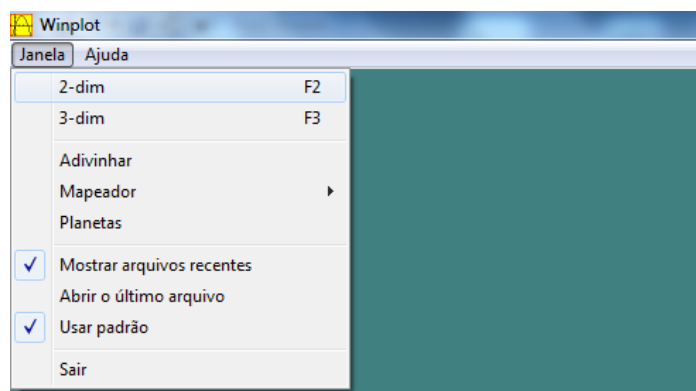 Winplot
Janela Ajuda
2-dim F2
3-dim F3
Adivinhar
Mapeador
Planetas
Mostrar arquivos recentes
Abrir o último arquivo
Usar padrão
Sair